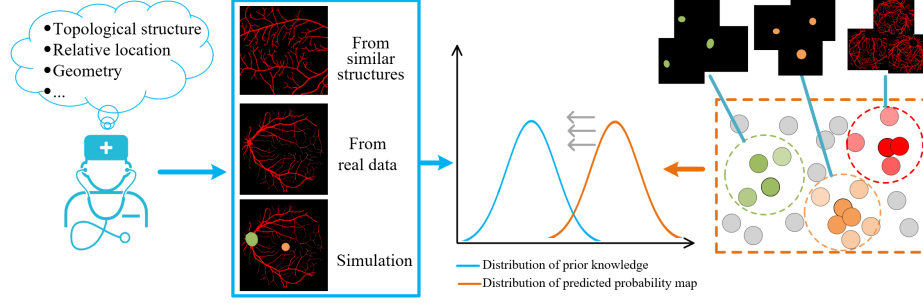 ●Topological structure
●Relative location
●Geometry
●...
From
similar
structures
From
real data
Simulation
Distribution of prior knowledge
Distribution of predicted probability map